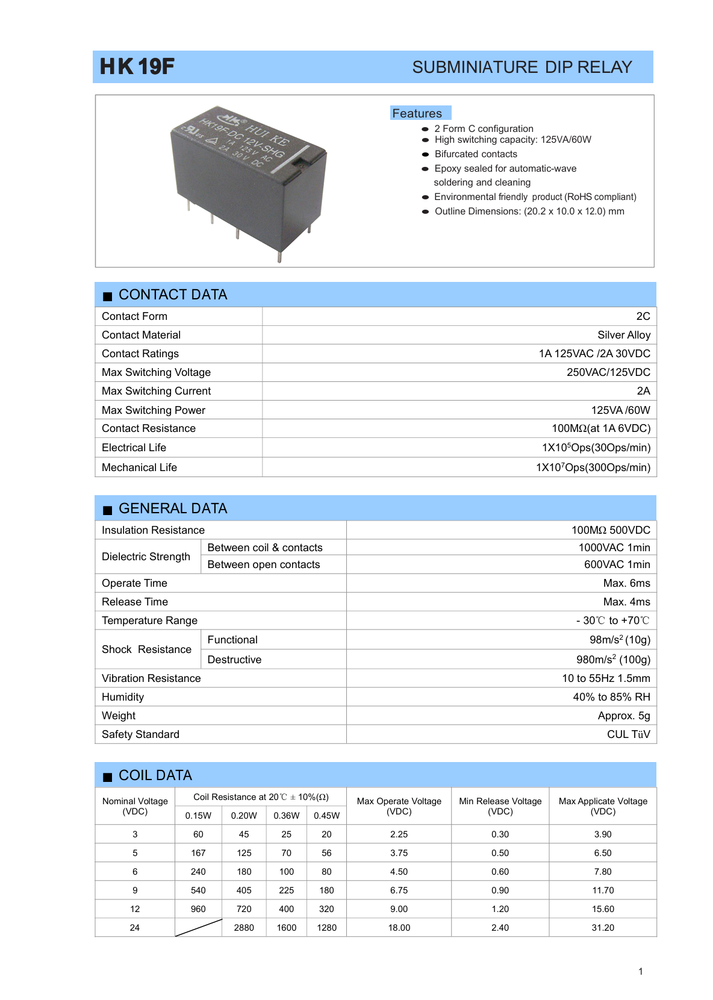 HK19F SUBMINIATURE DIP RELAY
HK® HUI KE
HK19F-DC 12V-SHG
c UR US 1A 125V AC
2A 30V DC
Features
● 2 Form C configuration
● High switching capacity: 125VA/60W
● Bifurcated contacts
● Epoxy sealed for automatic-wave
soldering and cleaning
● Environmental friendly product (RoHS compliant)
● Outline Dimensions: (20.2 x 10.0 x 12.0) mm
■ CONTACT DATA
Contact Form 2C
Contact Material Silver Alloy
Contact Ratings 1A 125VAC /2A 30VDC
Max Switching Voltage 250VAC/125VDC
Max Switching Current 2A
Max Switching Power 125VA /60W
Contact Resistance 100MΩ(at 1A 6VDC)
Electrical Life 1X10⁵Ops(30Ops/min)
Mechanical Life 1X10⁷Ops(300Ops/min)
■ GENERAL DATA
Insulation Resistance 100MΩ 500VDC
Dielectric Strength Between coil & contacts 1000VAC 1min
Between open contacts 600VAC 1min
Operate Time Max. 6ms
Release Time Max. 4ms
Temperature Range - 30℃ to +70℃
Shock Resistance Functional 98m/s² (10g)
Destructive 980m/s² (100g)
Vibration Resistance 10 to 55Hz 1.5mm
Humidity 40% to 85% RH
Weight Approx. 5g
Safety Standard CUL TüV
■ COIL DATA
Nominal Voltage (VDC) Coil Resistance at 20℃ ± 10%(Ω) Max Operate Voltage (VDC) Min Release Voltage (VDC) Max Applicate Voltage (VDC)
0.15W 0.20W 0.36W 0.45W
3 60 45 25 20 2.25 0.30 3.90
5 167 125 70 56 3.75 0.50 6.50
6 240 180 100 80 4.50 0.60 7.80
9 540 405 225 180 6.75 0.90 11.70
12 960 720 400 320 9.00 1.20 15.60
24 2880 1600 1280 18.00 2.40 31.20
1